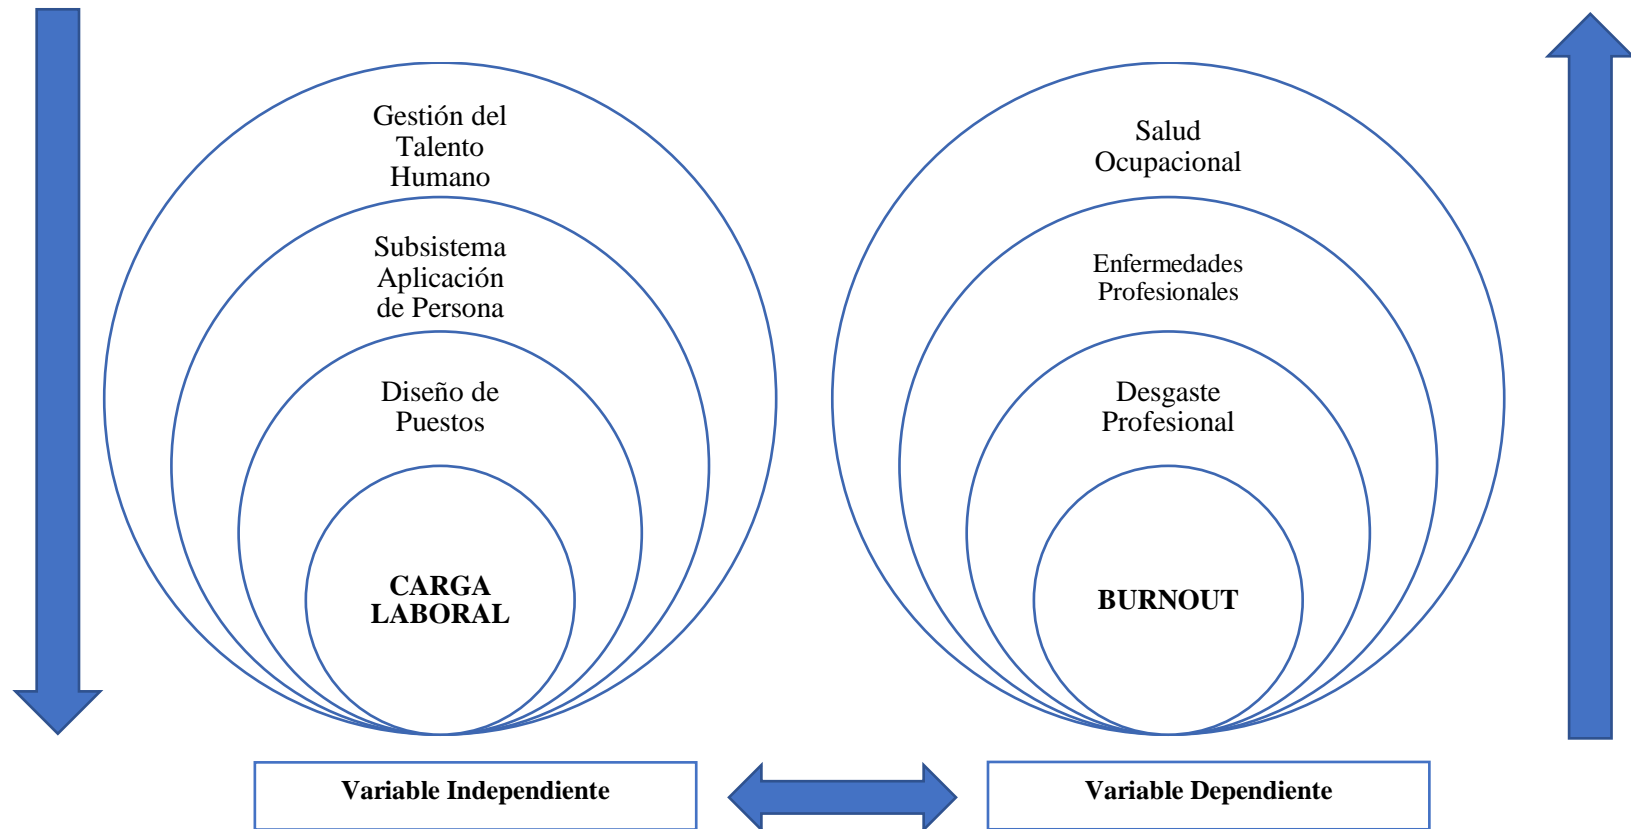 Gestión del
Talento
Humano
Subsistema
Aplicación
de Persona
Diseño de
Puestos
CARGA
LABORAL
Salud
Ocupacional
Enfermedades
Profesionales
Desgaste
Profesional
BURNOUT
Variable Independiente
Variable Dependiente